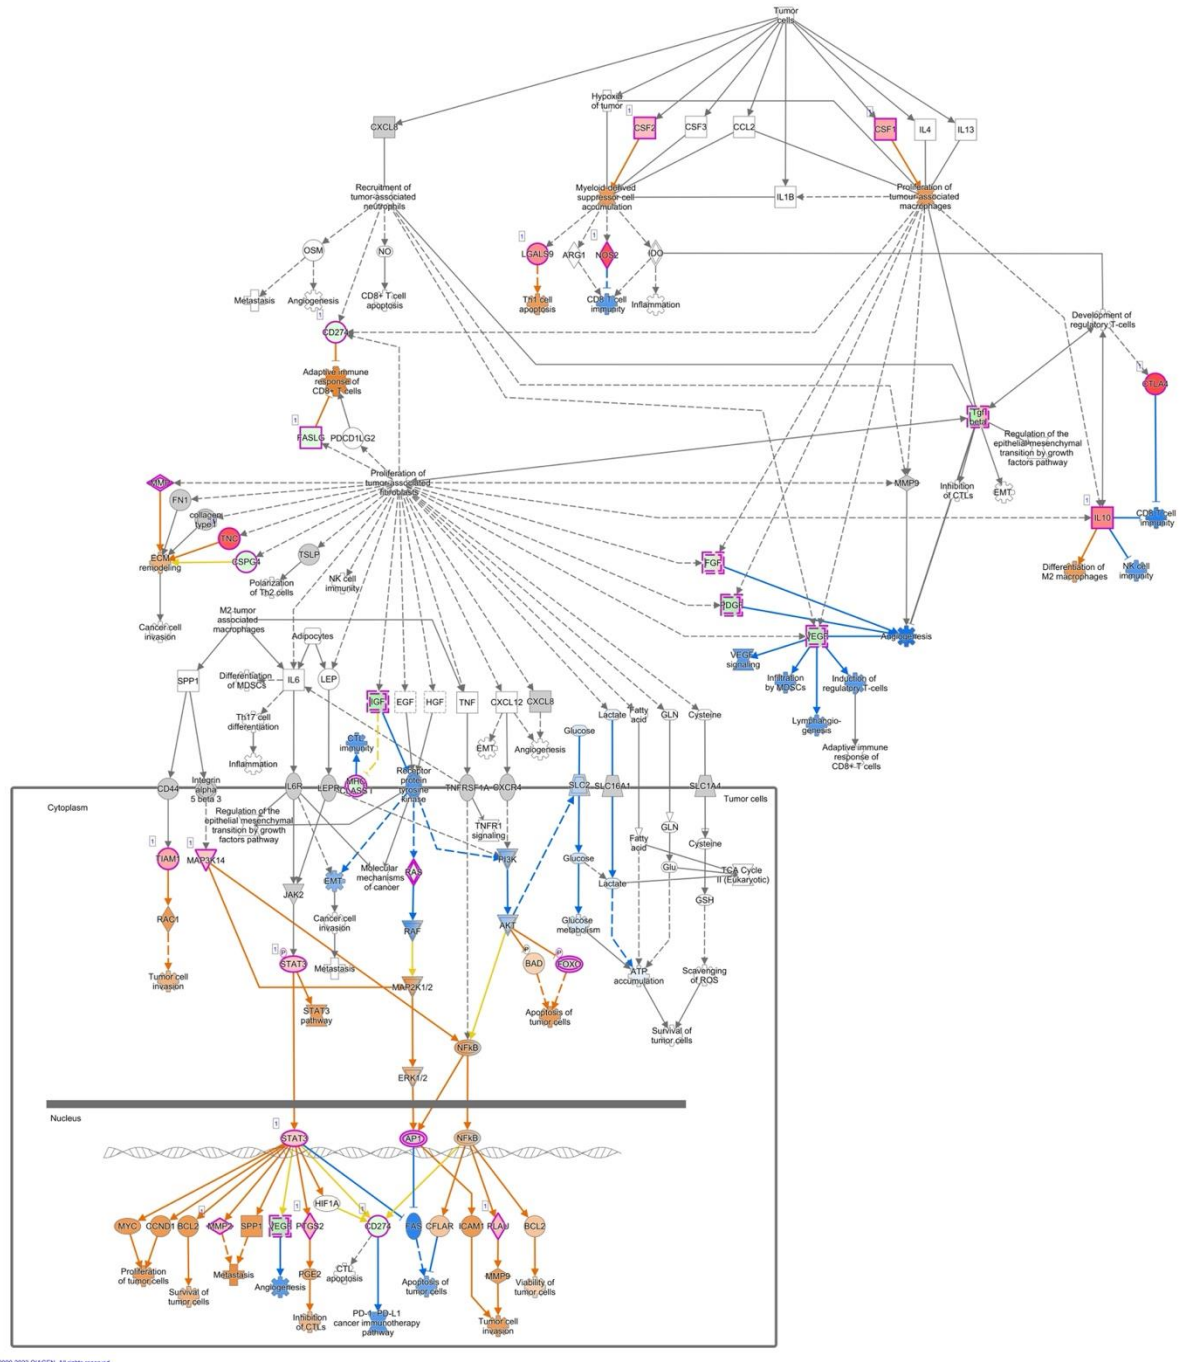 Tumor
cells
Hypoxia
of tumor
1
CSF2
CSF3
CCL2
1
CSF1
IL4
IL13
CXCL8
Recruitment of
tumor-associated
neutrophils
Myeloid-derived
suppressor cell
accumulation
IL1B
Proliferation of
tumour-associated
macrophages
OSM
NO
1
LGALS9
ARG1
1
NOS2
IDO
Metastasis
Angiogenesis
CD8+ T cell
apoptosis
Th1 cell
apoptosis
CD8 T cell
immunity
Inflammation
1
CD274
Development of
regulatory T-cells
Adaptive immune
response of
CD8+ T cells
1
CTLA4
1
FASLG
PDCD1LG2
Tgf
beta
Regulation of the
epithelial-mesenchymal
transition by growth
factors pathway
Proliferation of
tumor-associated
fibroblasts
MMP9
Inhibition
of CTLs
EMT
FN1
collagen
type I
1
IL10
CD8 T cell
immunity
TNC
ECM
remodeling
CSPG4
TSLP
Polarization
of Th2 cells
NK cell
immunity
FGF
Differentiation of
M2 macrophages
NK cell
immunity
Cancer cell
invasion
M2 tumor
associated
macrophages
Adipocytes
Angiogenesis
VEGF
signaling
Infiltration
by MDSCs
Induction of
regulatory T-cells
Lymphangio-
genesis
Adaptive immune
response of
CD8+ T cells
SPP1
Differentiation
of MDSCs
IL6
LEP
IGF
EGF
HGF
TNF
CXCL12
CXCL8
Lactate
Fatty
acid
GLN
Cysteine
Th17 cell
differentiation
Inflammation
CTL
immunity
EMT
Angiogenesis
Glucose
Cytoplasm
CD44
Integrin
alpha
5 beta 3
IL6R
LEPR
MHC
CLASS I
Receptor
protein
tyrosine
kinase
TNFRSF1A
CXCR4
SLC2
SLC16A1
SLC1A4
Tumor cells
Regulation of the
epithelial mesenchymal
transition by growth
factors pathway
TNFR1
signaling
GLN
1
TIAM1
1
MAP3K14
Molecular
mechanisms
of cancer
RAS
PI3K
Glucose
Fatty
acid
Cysteine
EMT
Glu
TCA Cycle
II (Eukaryotic)
JAK2
Lactate
GSH
RAC1
Cancer cell
invasion
RAF
AKT
Glucose
metabolism
Tumor cell
invasion
1
P
STAT3
Metastasis
P
BAD
P
FOXO
ATP
accumulation
Scavenging
of ROS
MAP2K1/2
STAT3
pathway
Apoptosis of
tumor cells
Survival of
tumor cells
NFkB
ERK1/2
Nucleus
1
STAT3
AP1
NFkB
MYC
CCND1
BCL2
1
MMP2
SPP1
1
PTGS2
HIF1A
1
CD274
FAS
CFLAR
ICAM1
1
PLAU
BCL2
Proliferation
of tumor cells
Survival of
tumor cells
Metastasis
Angiogenesis
PGE2
CTL
apoptosis
Apoptosis of
tumor cells
MMP9
Viability of
tumor cells
Inhibition
of CTLs
PD-1, PD-L1
cancer immunotherapy
pathway
Tumor cell
invasion